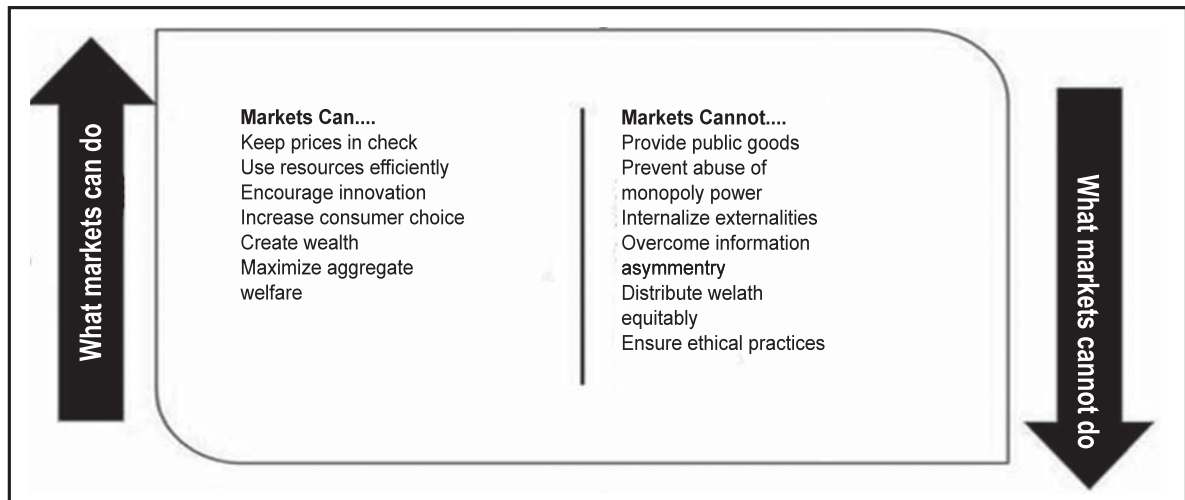 What markets can do
Markets Can....
Keep prices in check
Use resources efficiently
Encourage innovation
Increase consumer choice
Create wealth
Maximize aggregate
welfare
Markets Cannot....
Provide public goods
Prevent abuse of
monopoly power
Internalize externalities
Overcome information
asymmentry
Distribute welath
equitably
Ensure ethical practices
What markets cannot do